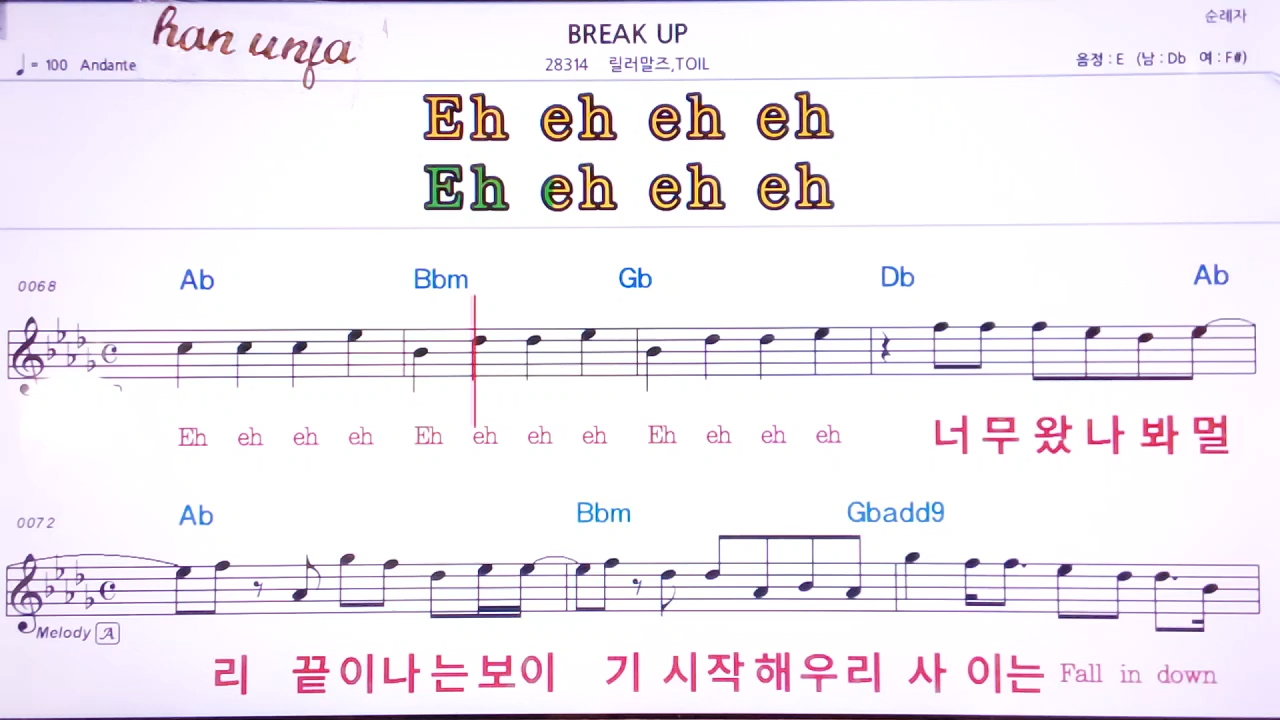 han unja
순례자
BREAK UP
♩= 100 Andante
28314 릴러말즈,TOIL
음정 : E (남 : Db 여 : F#)
Eh eh eh eh
Eh eh eh eh
0068 Ab Bbm Gb Db Ab
Eh eh eh eh Eh eh eh eh Eh eh eh eh 너무왔나봐멀
0072 Ab Bbm Gbadd9
Melody A
리 끝이나는보이 기 시작해우리 사 이는 Fall in down